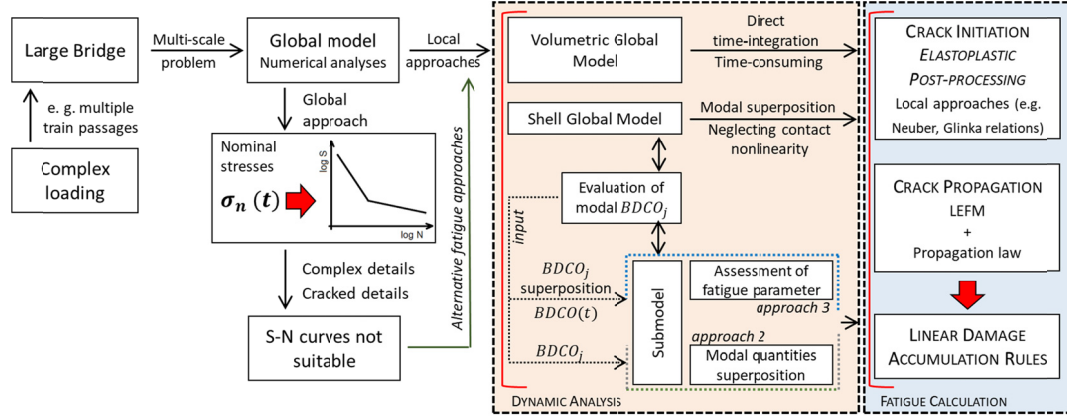 Large Bridge
e. g. multiple
train passages
Complex
loading
Multi-scale
problem
Global model
Numerical analyses
Global
approach
Nominal
stresses
σₙ (t)
log S
log N
Complex details
Cracked details
S-N curves not
suitable
Local
approaches
Alternative fatigue approaches
Volumetric Global
Model
Direct
time-integration
Time-consuming
Shell Global Model
Modal superposition
Neglecting contact
nonlinearity
Evaluation of
modal BDCOⱼ
input
BDCOⱼ
superposition
BDCO(t)
BDCOⱼ
Submodel
Assessment of
fatigue parameter
approach 3
approach 2
Modal quantities
superposition
DYNAMIC ANALYSIS
CRACK INITIATION
ELASTOPLASTIC
POST-PROCESSING
Local approaches (e.g.
Neuber, Glinka relations)
CRACK PROPAGATION
LEFM
+
Propagation law
LINEAR DAMAGE
ACCUMULATION RULES
FATIGUE CALCULATION